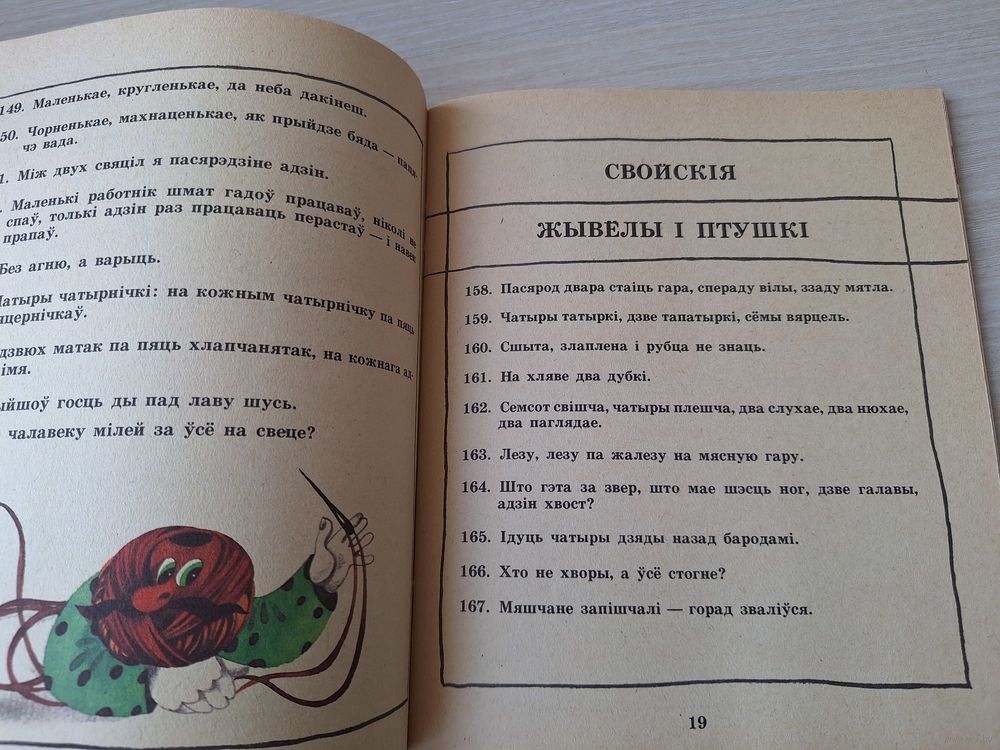 149. Маленькае, кругленькае, да неба дакінеш.
50. Чорненькае, махнаценькае, як прыйдзе бяда —
чэ вада.
1. Між двух свяціл я пасярэдзіне адзін.
Маленькі работнік шмат гадоў працаваў, ніколі не
спаў, толькі адзін раз працаваць перастаў — і навек
прапаў.
Без агню, а варыць.
Чатыры чатырнічкі: на кожным чатырнічку па пяць
дзвюх матак па пяць хлапчанятак, на кожнага ад-
імя.
госць ды пад лаву шусь.
чалавеку мілей за ўсё на свеце?
СВОЙСКІЯ
ЖЫВЁЛЫ І ПТУШКІ
158. Пасярод двара стаіць гара, спераду вілы, ззаду мятла.
159. Чатыры татыркі, дзве тапатыркі, сёмы вярцель.
160. Сшыта, злаплена і рубца не знаць.
161. На хляве два дубкі.
162. Семсот свішча, чатыры плешча, два слухае, два нюхае,
два паглядае.
163. Лезу, лезу па жалезу на мясную гару.
164. Што гэта за звер, што мае шэсць ног, дзве галавы,
адзін хвост?
165. Ідуць чатыры дзяды назад бародамі.
166. Хто не хворы, а ўсё стогне?
167. Мяшчане запішчалі — горад зваліўся.
19